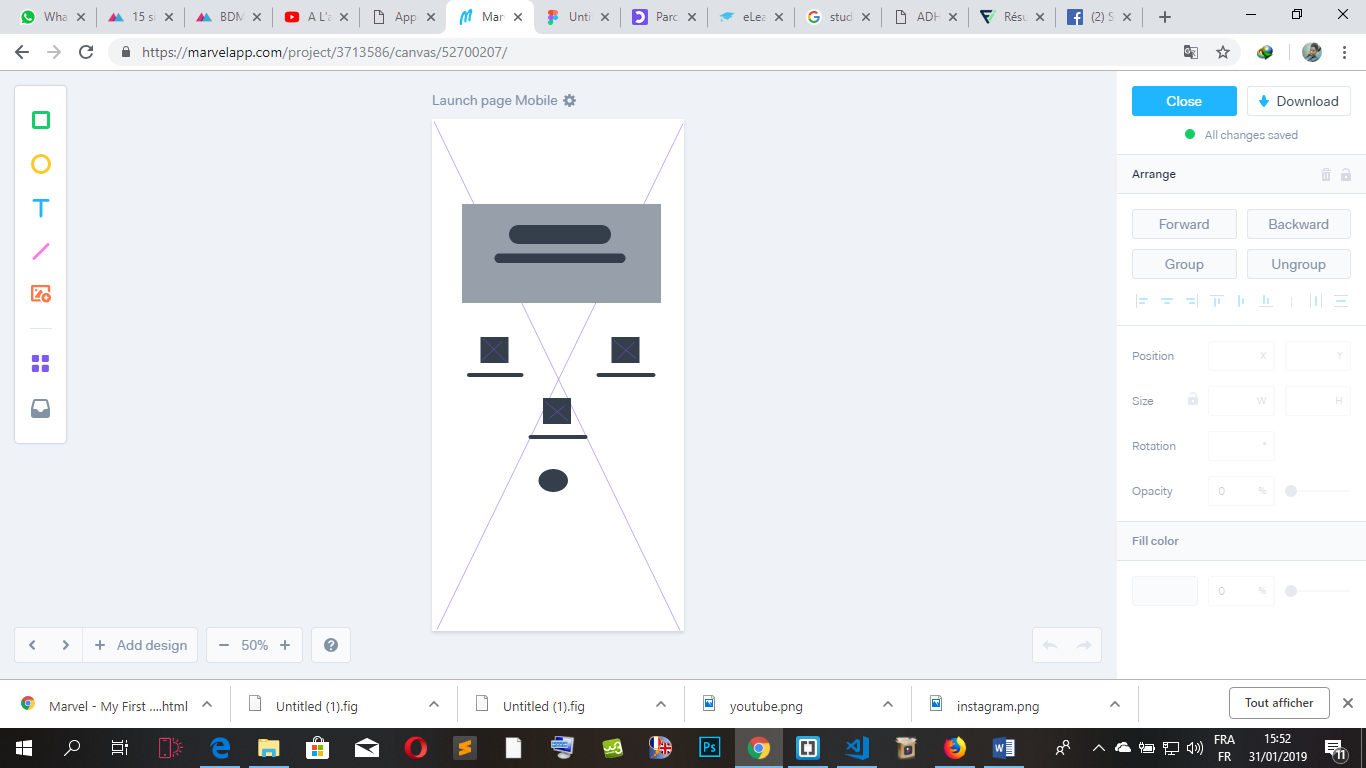 Wha
15 si
BDM
A L'a
App
Mar
Unti
Parc
eLea
stud
ADH
Résu
(2) S
https://marvelapp.com/project/3713586/canvas/52700207/
Launch page Mobile
Close
Download
All changes saved
Arrange
Forward
Backward
Group
Ungroup
Position
X
Y
Size
W
H
Rotation
°
Opacity
0
%
Fill color
0
%
Add design
50%
?
Marvel - My First ....html
Untitled (1).fig
Untitled (1).fig
youtube.png
instagram.png
Tout afficher
Ps
W
FRA
FR
15:52
31/01/2019
11